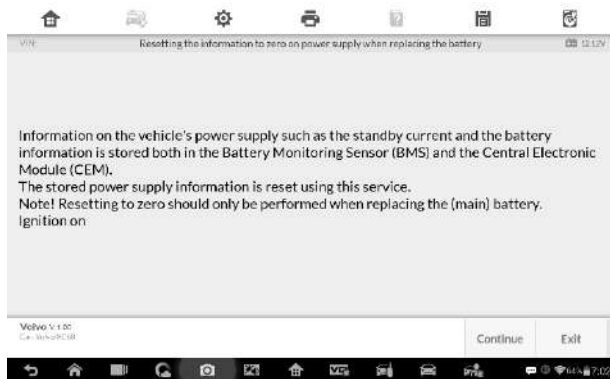 VIN:
Resetting the information to zero on power supply when replacing the battery
Information on the vehicle's power supply such as the standby current and the battery
information is stored both in the Battery Monitoring Sensor (BMS) and the Central Electronic
Module (CEM).
The stored power supply information is reset using this service.
Note! Resetting to zero should only be performed when replacing the (main) battery.
Ignition on
Volvo
Continue
Exit